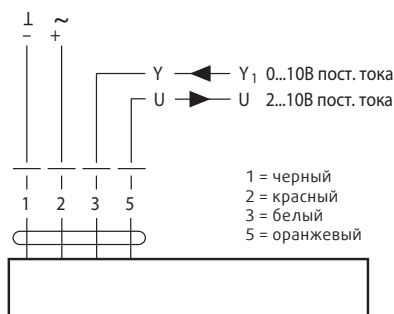 ⊥ ~
– +
Y Y1 0...10В пост. тока
U U 2...10В пост. тока
1 2 3 5
1 = черный
2 = красный
3 = белый
5 = оранжевый